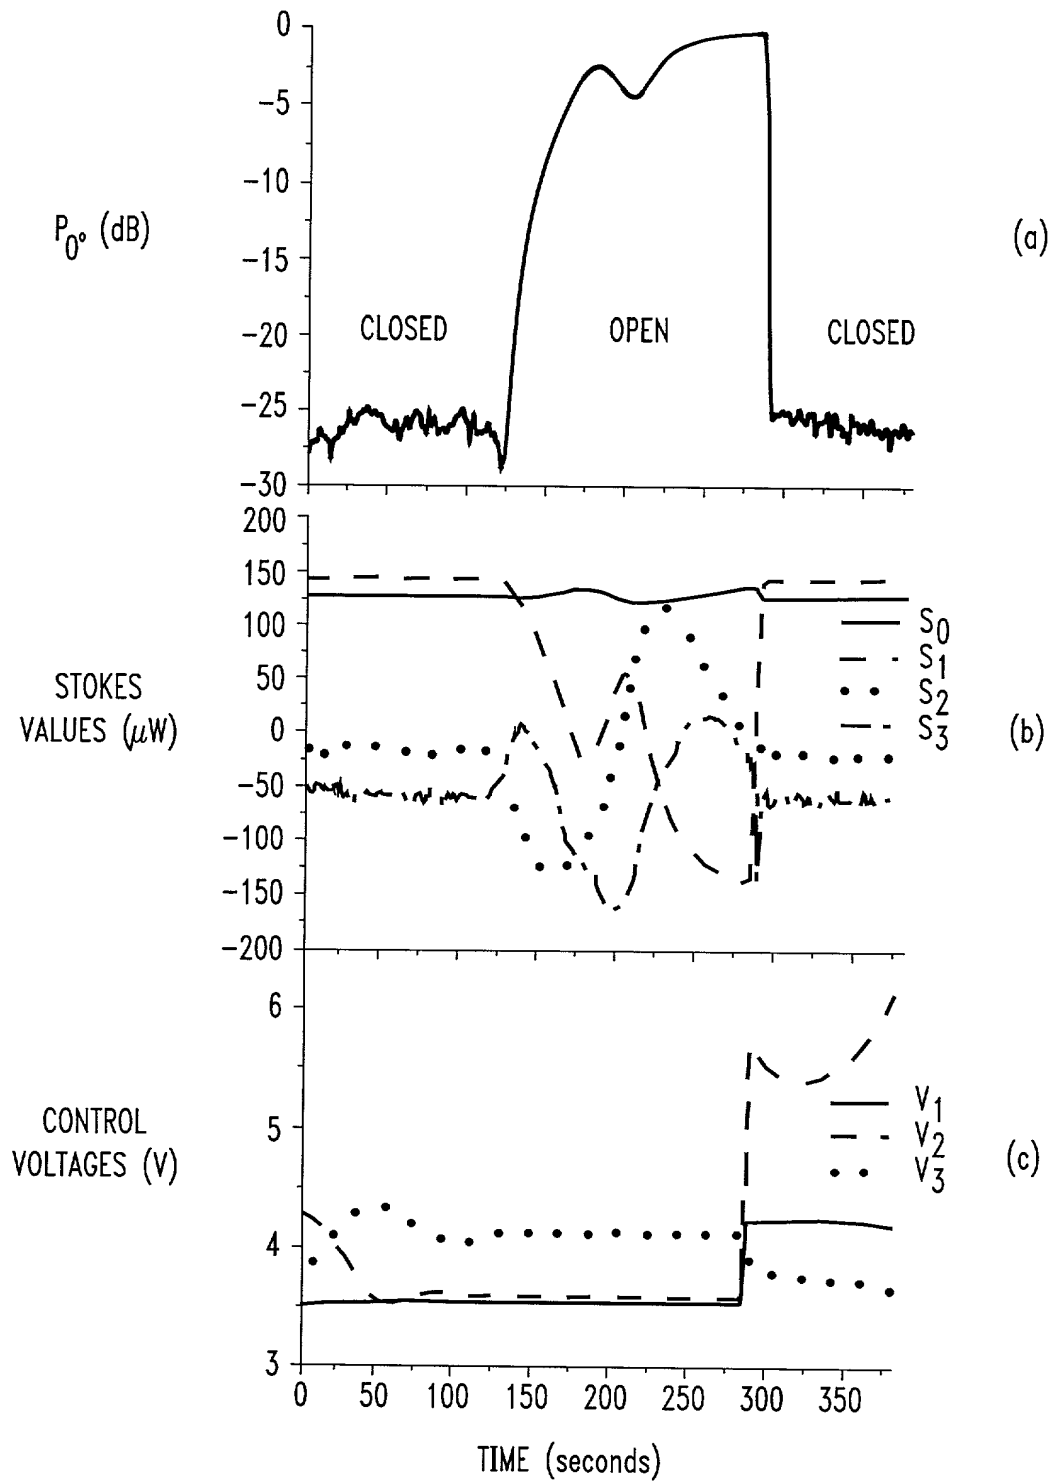 0
-5
-10
P0° (dB)
(a)
-15
-20
CLOSED
OPEN
CLOSED
-25
-30
200
150
100
50
0
-50
-100
-150
-200
STOKES
VALUES (μW)
S0
S1
S2
S3
(b)
6
5
4
3
CONTROL
VOLTAGES (V)
V1
V2
V3
(c)
0 50 100 150 200 250 300 350
TIME (seconds)